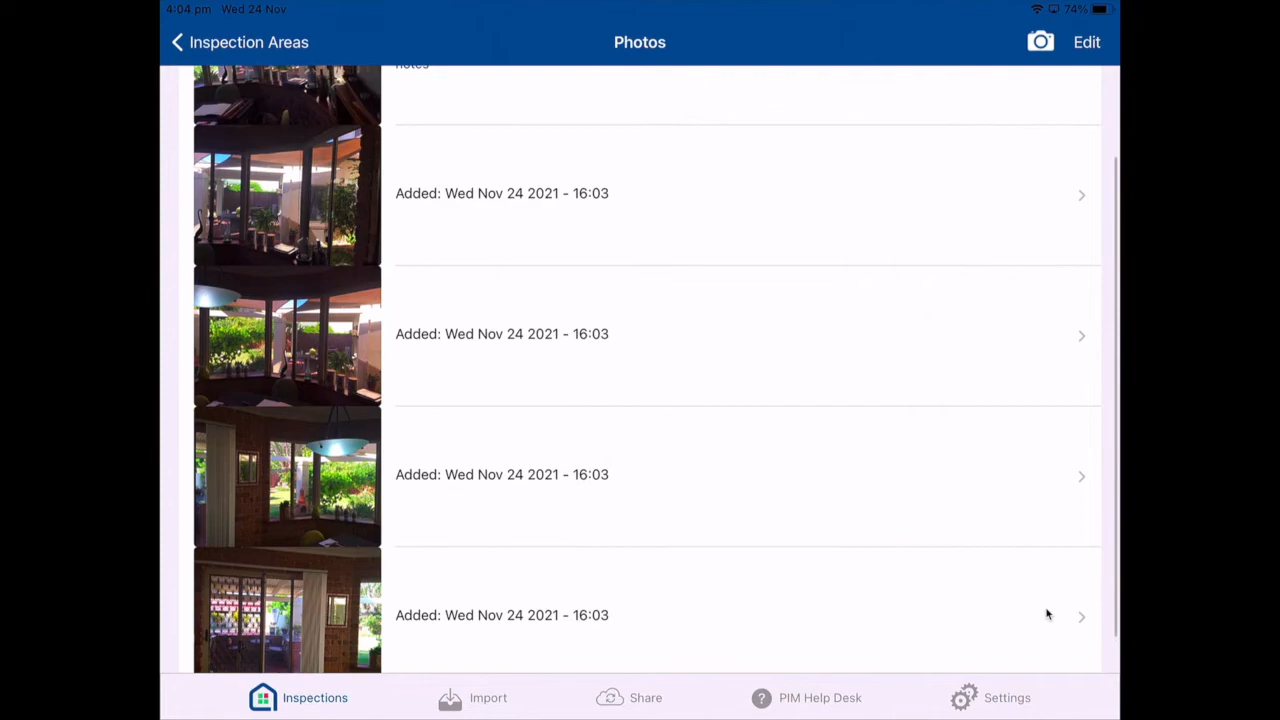 4:04 pm Wed 24 Nov 74%
Inspection Areas Photos Edit
notes
Added: Wed Nov 24 2021 - 16:03
Added: Wed Nov 24 2021 - 16:03
Added: Wed Nov 24 2021 - 16:03
Added: Wed Nov 24 2021 - 16:03
Inspections Import Share ? PIM Help Desk Settings